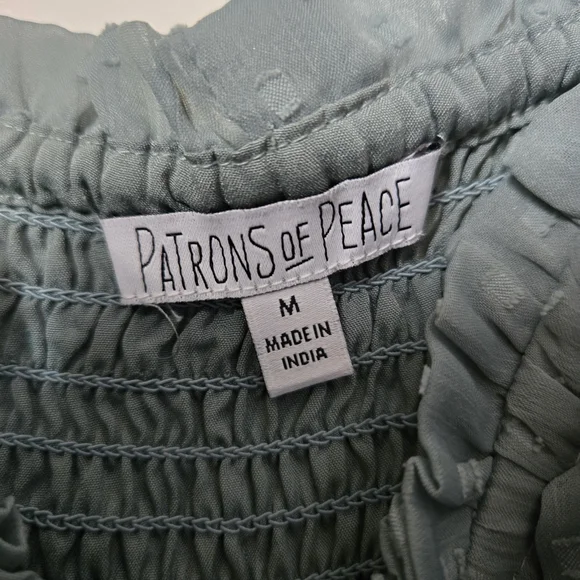 PATRONS OF PEACE
M
MADE IN
INDIA